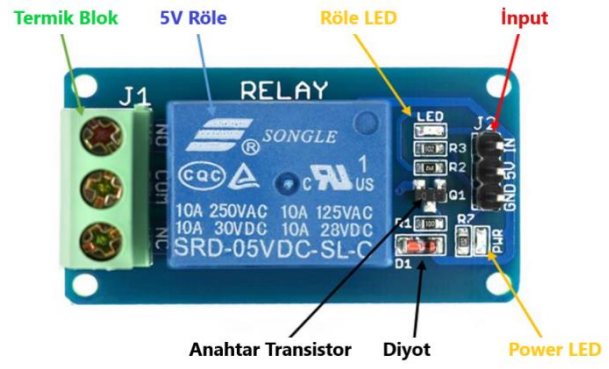 Termik Blok
5V Röle
Röle LED
İnput
J1
RELAY
NO
COM
NC
SONGLE
®
CQC
C US
1
10A 250VAC 10A 125VAC
10A 30VDC 10A 28VDC
SRD-05VDC-SL-C
LED
R3
R2
Q1
R1
102
D1
J2
IN
5V
GND
R7
PWR
Anahtar Transistor
Diyot
Power LED